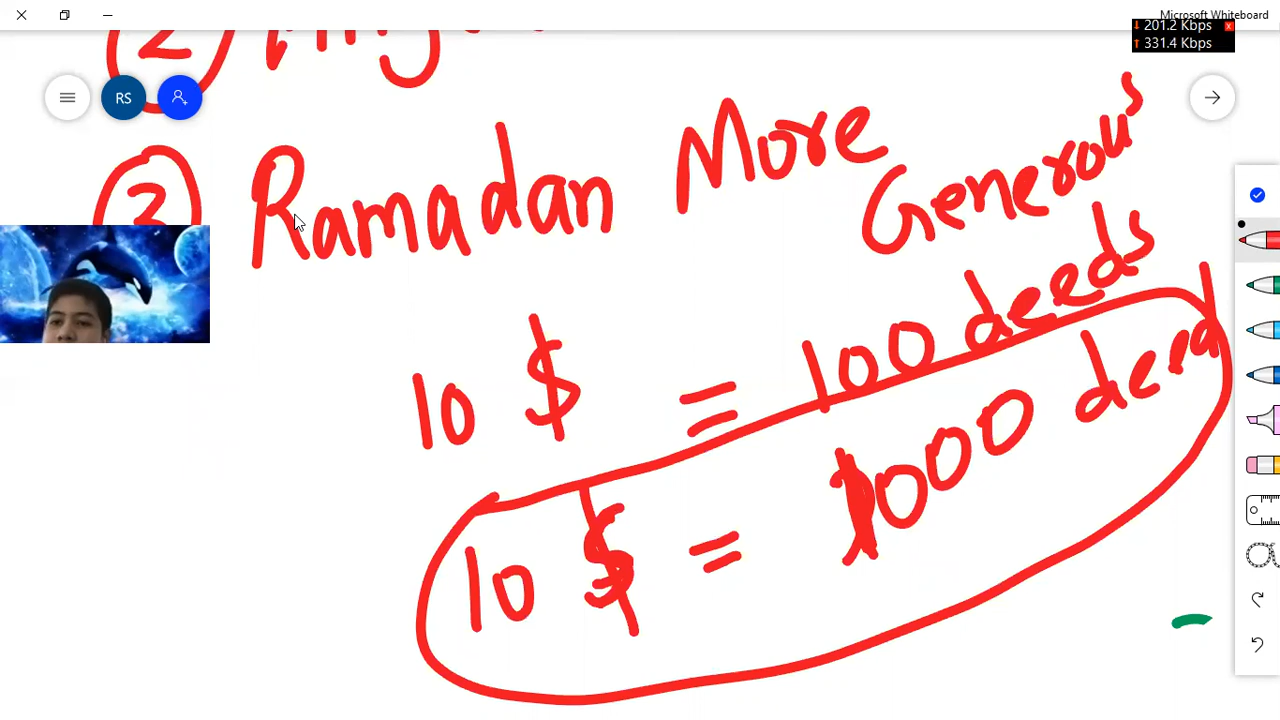 Microsoft Whiteboard
↓ 201.2 Kbps x
↑ 331.4 Kbps
RS
2
3 Ramadan More
Generous
10 $ = 100 deeds
10 $ = 1000 deed